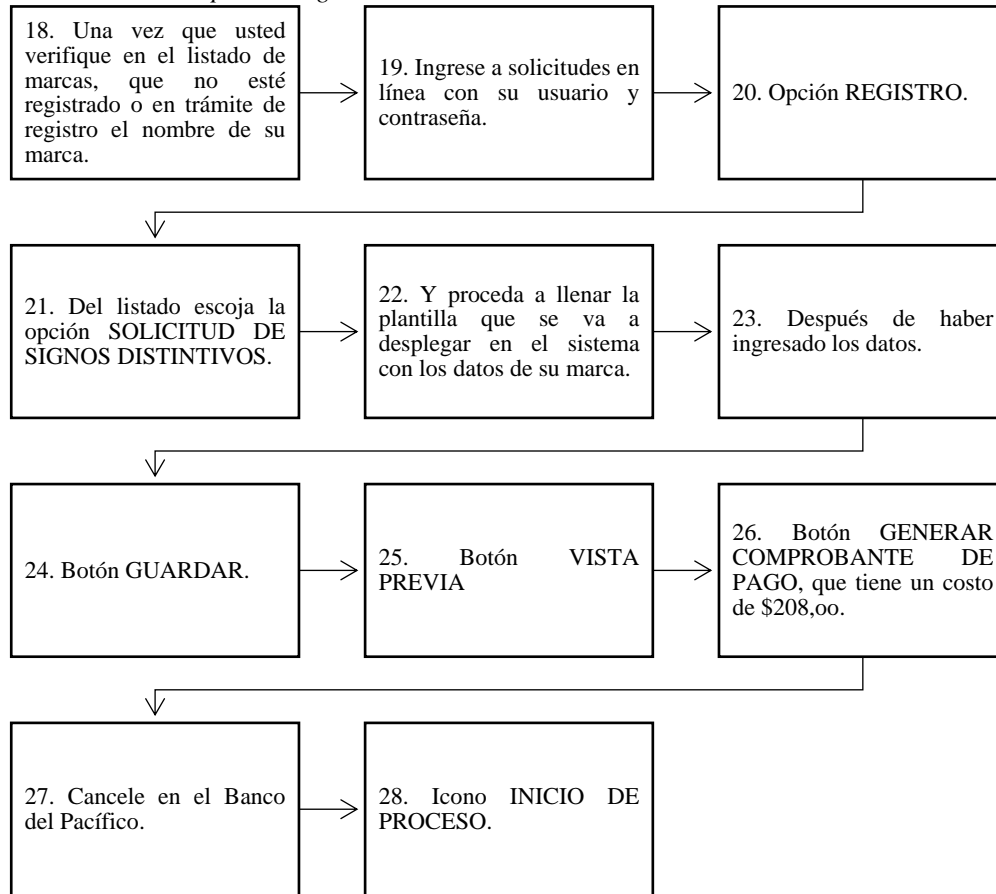 18. Una vez que usted
verifique en el listado de
marcas, que no esté
registrado o en trámite de
registro el nombre de su
marca.
19. Ingrese a solicitudes en
línea con su usuario y
contraseña.
20. Opción REGISTRO.
21. Del listado escoja la
opción SOLICITUD DE
SIGNOS DISTINTIVOS.
22. Y proceda a llenar la
plantilla que se va a
desplegar en el sistema
con los datos de su marca.
23. Después de haber
ingresado los datos.
24. Botón GUARDAR.
25. Botón VISTA
PREVIA
26. Botón GENERAR
COMPROBANTE DE
PAGO, que tiene un costo
de $208,oo.
27. Cancele en el Banco
del Pacífico.
28. Icono INICIO DE
PROCESO.